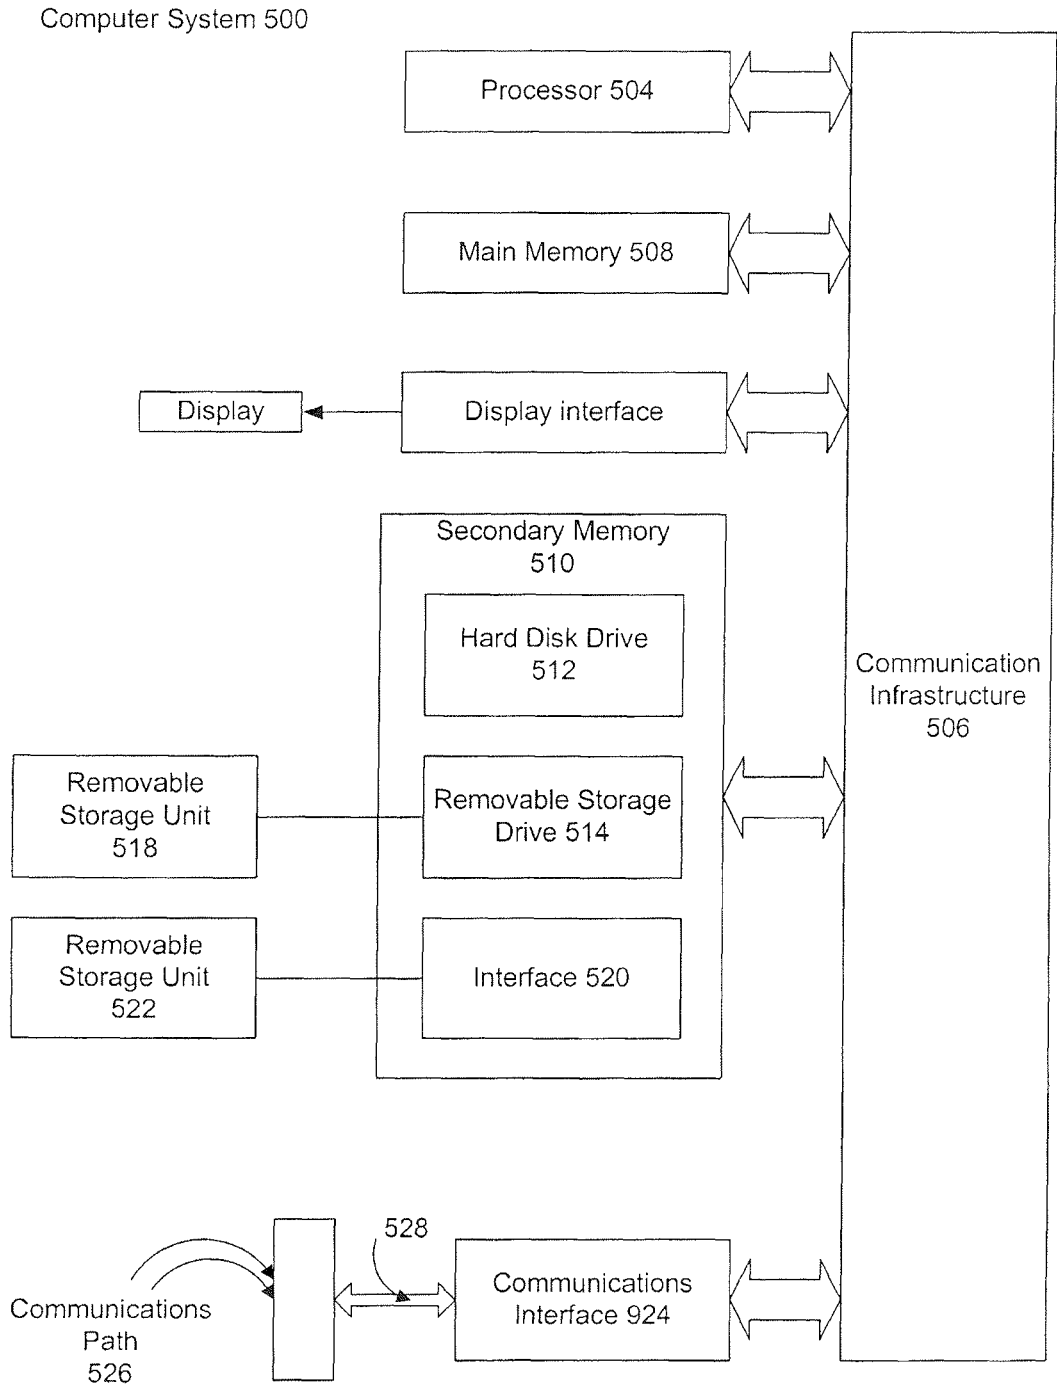 Computer System 500
Processor 504
Main Memory 508
Display
Display interface
Secondary Memory
510
Hard Disk Drive
512
Communication
Infrastructure
506
Removable
Storage Unit
518
Removable Storage
Drive 514
Removable
Storage Unit
522
Interface 520
528
Communications
Interface 924
Communications
Path
526